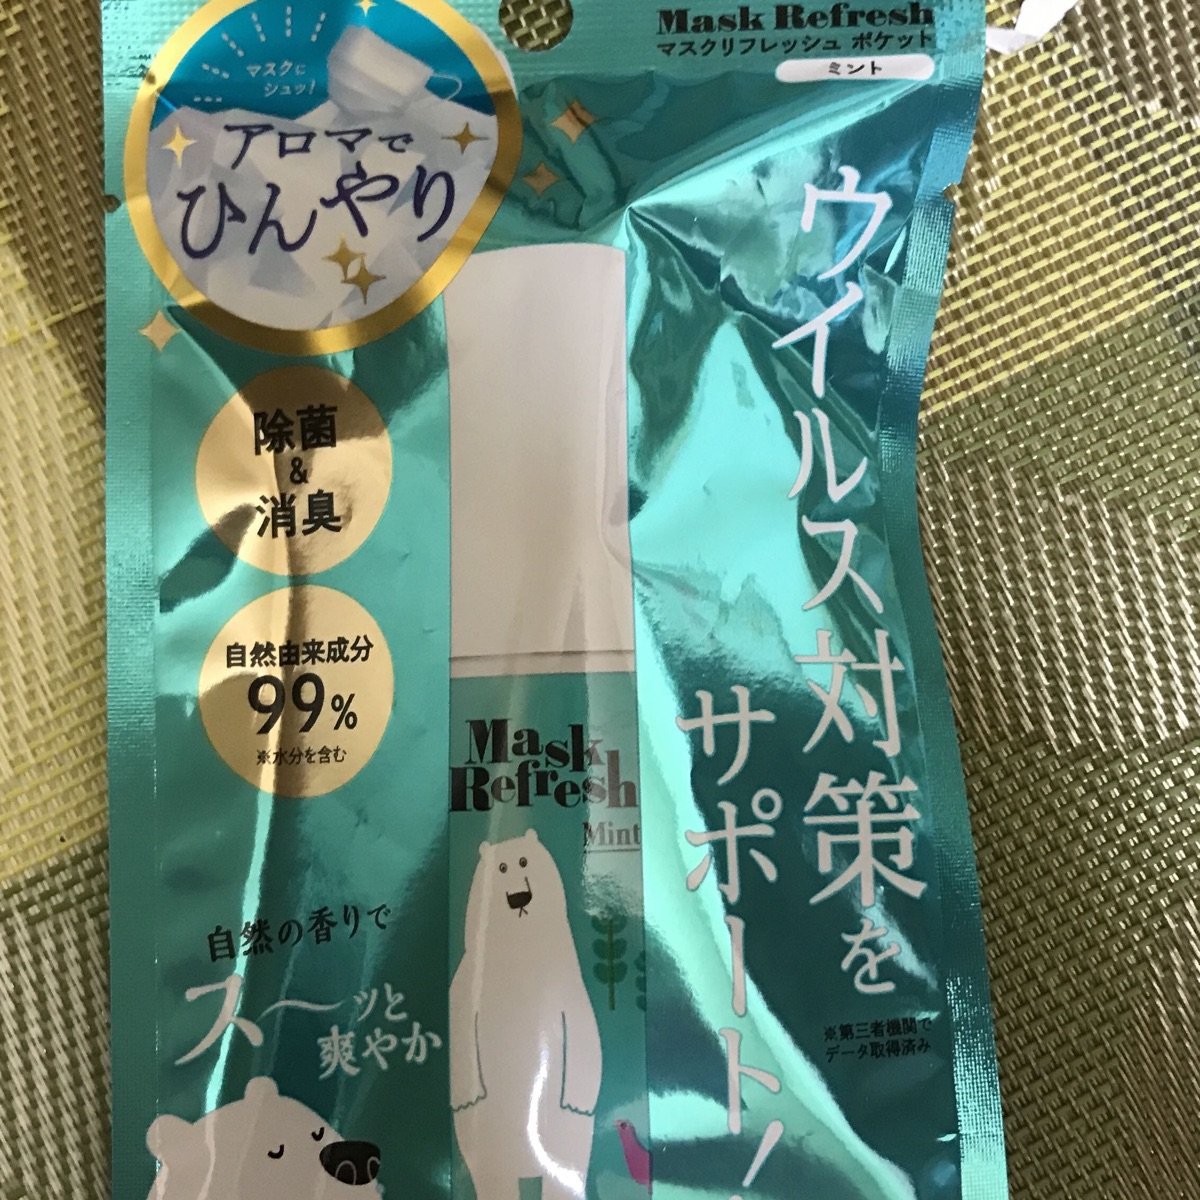 Mask Refresh
マスクリフレッシュ ポケット
ミント
マスクに
シュッ!
アロマで
ひんやり
ウイルス対策を
サポート!
※第三者機関で
データ取得済み
除菌
&
消臭
自然由来成分
99%
※水分を含む
Mask
Refresh
Mint
自然の香りで
ス〜ッと
爽やか